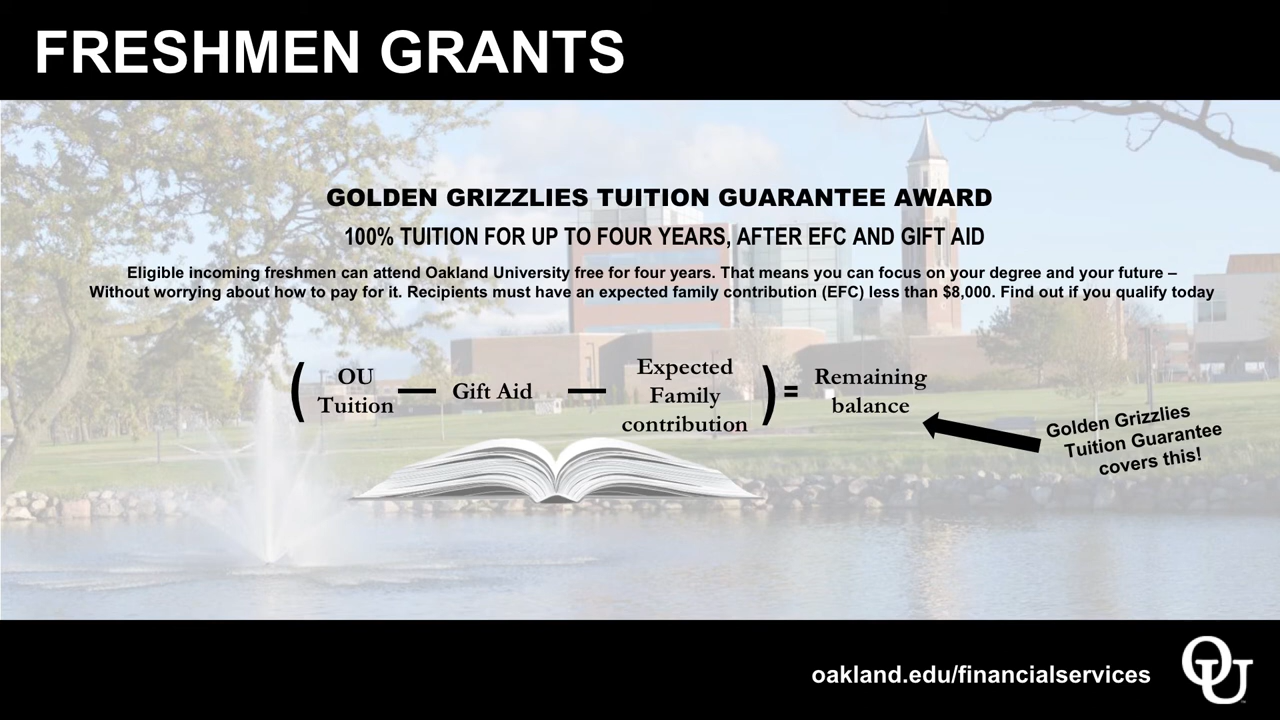 FRESHMEN GRANTS
GOLDEN GRIZZLIES TUITION GUARANTEE AWARD
100% TUITION FOR UP TO FOUR YEARS, AFTER EFC AND GIFT AID
Eligible incoming freshmen can attend Oakland University free for four years. That means you can focus on your degree and your future –
Without worrying about how to pay for it. Recipients must have an expected family contribution (EFC) less than $8,000. Find out if you qualify today
( OU
Tuition
— Gift Aid —
Expected
Family
contribution )
= Remaining
balance
Golden Grizzlies
Tuition Guarantee
covers this!
oakland.edu/financialservices
OU